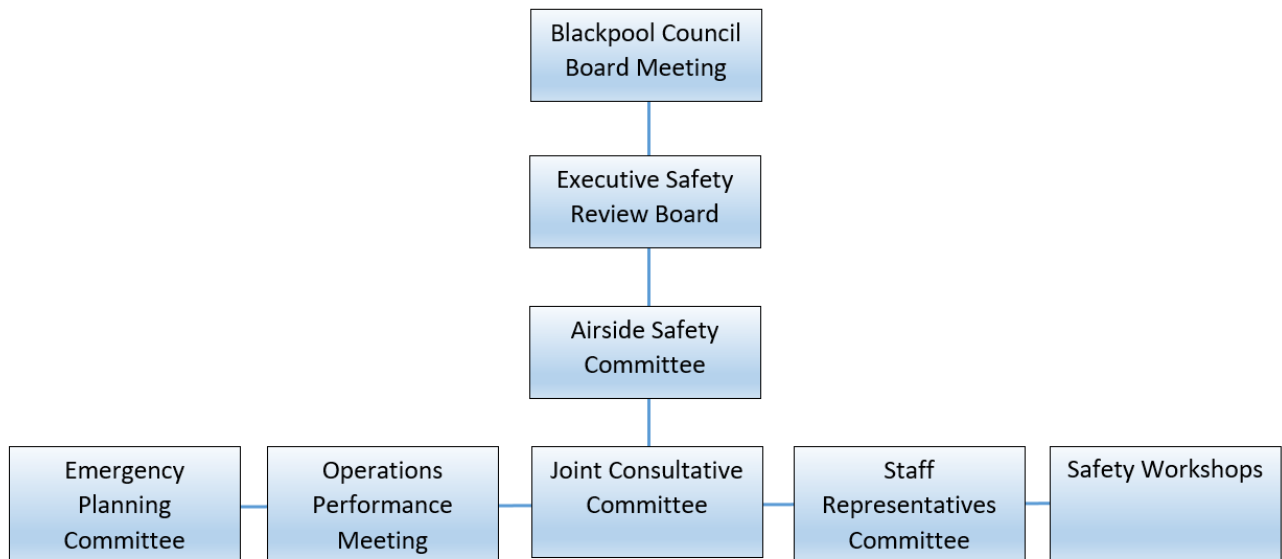 Blackpool Council
Board Meeting
Executive Safety
Review Board
Airside Safety
Committee
Emergency
Planning
Committee
Operations
Performance
Meeting
Joint Consultative
Committee
Staff
Representatives
Committee
Safety Workshops